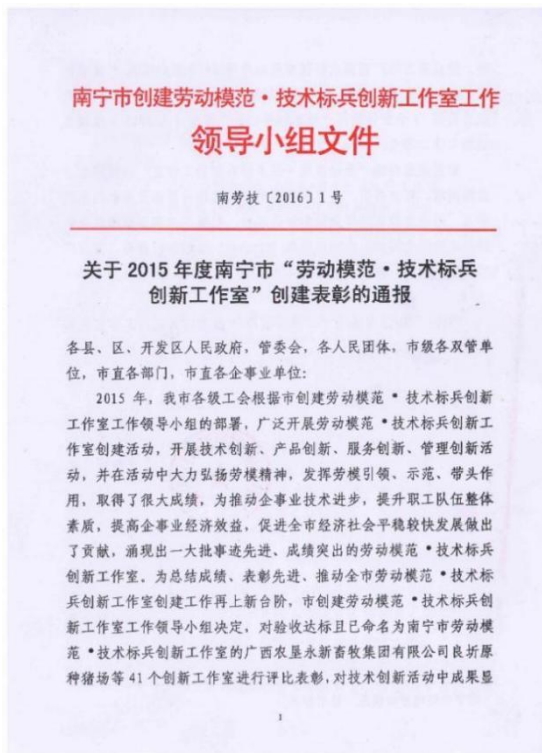 南宁市创建劳动模范·技术标兵创新工作室工作
领导小组文件
南劳技〔2016〕1号
关于 2015 年度南宁市“劳动模范·技术标兵
创新工作室”创建表彰的通报
各县、区、开发区人民政府，管委会，各人民团体，市级各双管单
位，市直各部门，市直各企事业单位：
2015 年，我市各级工会根据市创建劳动模范·技术标兵创新
工作室工作领导小组的部署，广泛开展劳动模范·技术标兵创新工
作室创建活动，开展技术创新、产品创新、服务创新、管理创新活
动，并在活动中大力弘扬劳模精神，发挥劳模引领、示范、带头作
用，取得了很大成绩，为推动企事业技术进步，提升职工队伍整体
素质，提高企事业经济效益，促进全市经济社会平稳较快发展做出
了贡献，涌现出一大批事迹先进、成绩突出的劳动模范·技术标兵
创新工作室。为总结成绩、表彰先进、推动全市劳动模范·技术标
兵创新工作室创建工作再上新台阶，市创建劳动模范·技术标兵创
新工作室工作领导小组决定，对验收达标且已命名为南宁市劳动模
范·技术标兵创新工作室的广西农垦永新畜牧集团有限公司良圻原
种猪场等 41 个创新工作室进行评比表彰，对技术创新活动中成果显
1